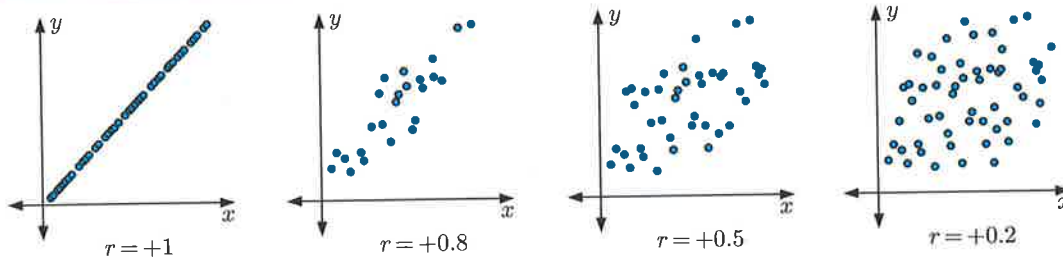 y
x
r = +1
y
x
r = +0.8
y
x
r = +0.5
y
x
r = +0.2